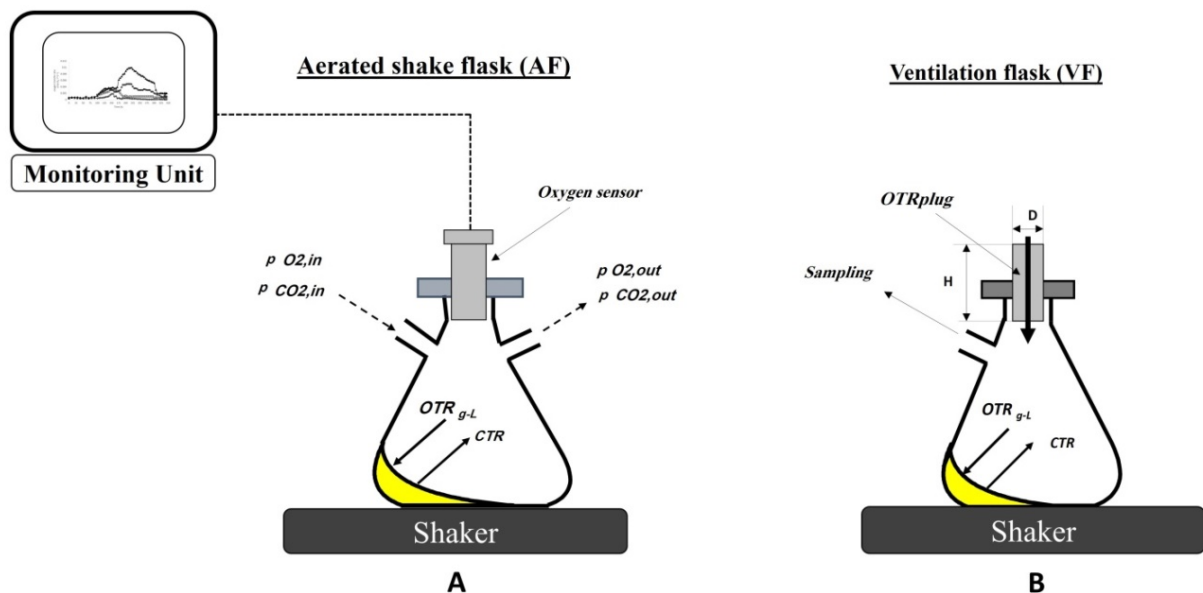 Aerated shake flask (AF)
Ventilation flask (VF)
Monitoring Unit
Oxygen sensor
p O2,in
p CO2,in
p O2,out
p CO2,out
OTR g-L
CTR
Shaker
A
OTRplug
D
H
Sampling
OTR g-L
CTR
Shaker
B